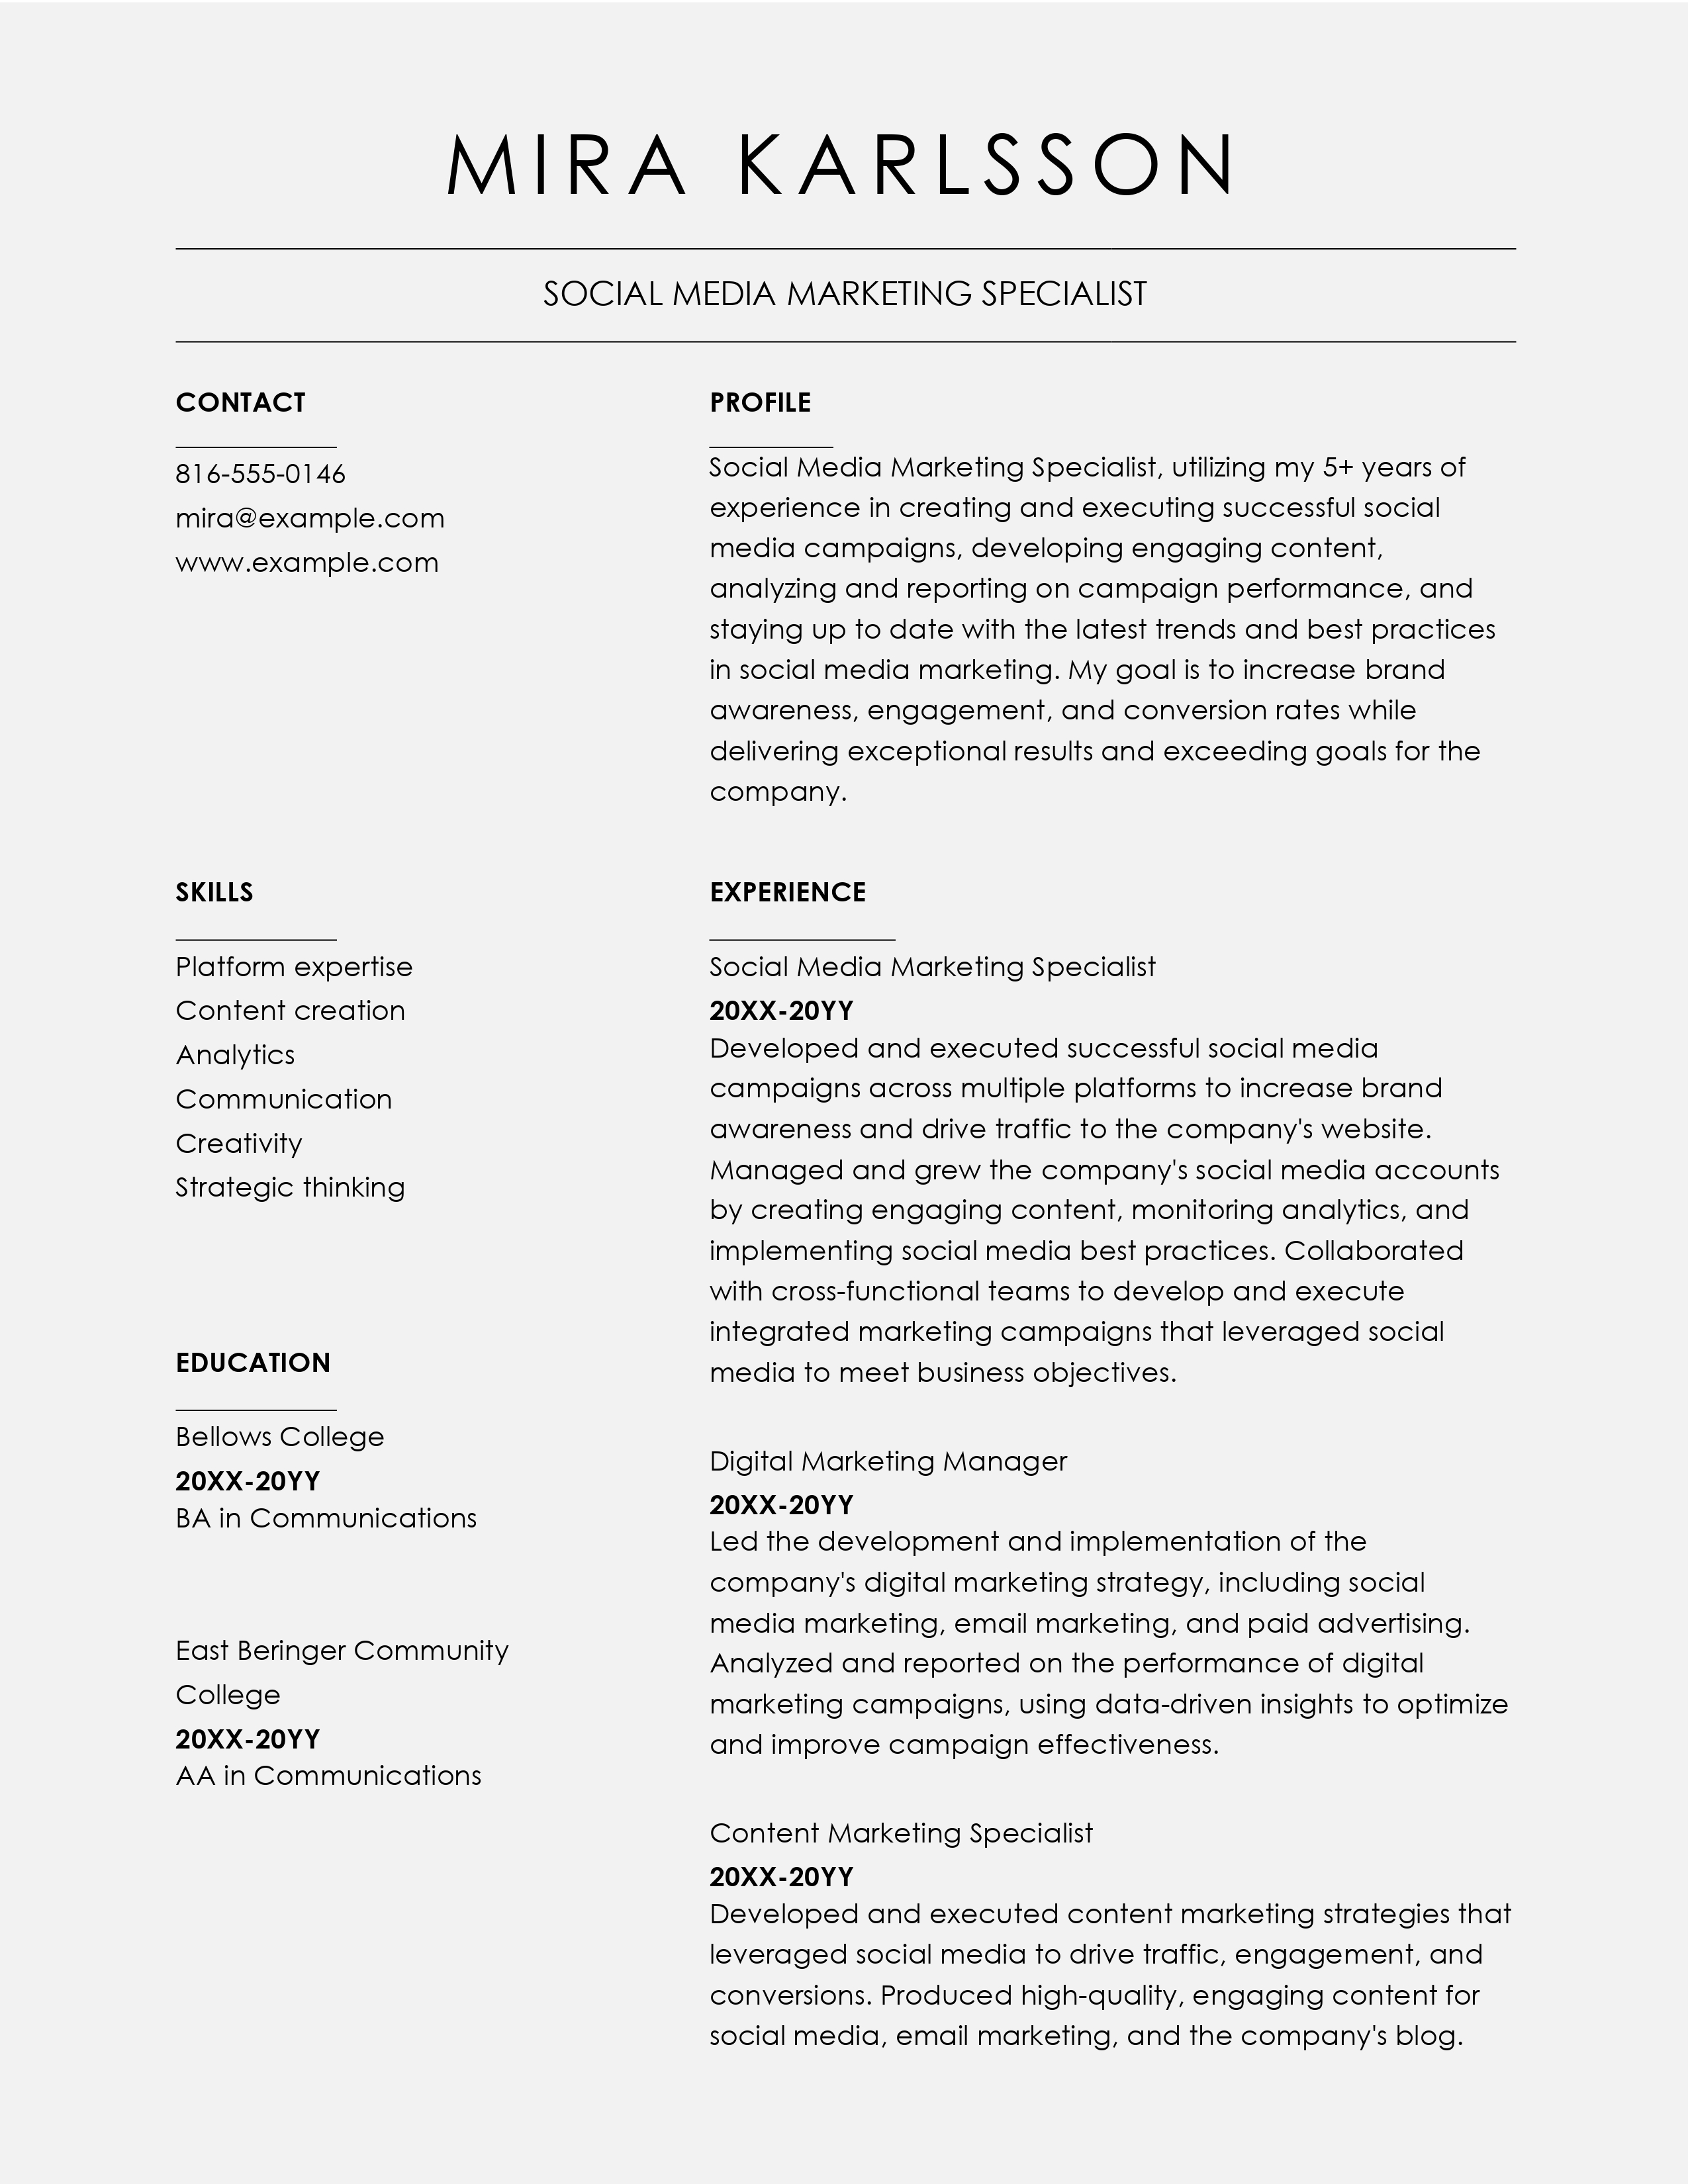 MIRA KARLSSON
SOCIAL MEDIA MARKETING SPECIALIST
CONTACT
816-555-0146
mira@example.com
www.example.com
PROFILE
Social Media Marketing Specialist, utilizing my 5+ years of
experience in creating and executing successful social
media campaigns, developing engaging content,
analyzing and reporting on campaign performance, and
staying up to date with the latest trends and best practices
in social media marketing. My goal is to increase brand
awareness, engagement, and conversion rates while
delivering exceptional results and exceeding goals for the
company.
SKILLS
Platform expertise
Content creation
Analytics
Communication
Creativity
Strategic thinking
EDUCATION
Bellows College
20XX-20YY
BA in Communications
East Beringer Community
College
20XX-20YY
AA in Communications
EXPERIENCE
Social Media Marketing Specialist
20XX-20YY
Developed and executed successful social media
campaigns across multiple platforms to increase brand
awareness and drive traffic to the company's website.
Managed and grew the company's social media accounts
by creating engaging content, monitoring analytics, and
implementing social media best practices. Collaborated
with cross-functional teams to develop and execute
integrated marketing campaigns that leveraged social
media to meet business objectives.
Digital Marketing Manager
20XX-20YY
Led the development and implementation of the
company's digital marketing strategy, including social
media marketing, email marketing, and paid advertising.
Analyzed and reported on the performance of digital
marketing campaigns, using data-driven insights to optimize
and improve campaign effectiveness.
Content Marketing Specialist
20XX-20YY
Developed and executed content marketing strategies that
leveraged social media to drive traffic, engagement, and
conversions. Produced high-quality, engaging content for
social media, email marketing, and the company's blog.